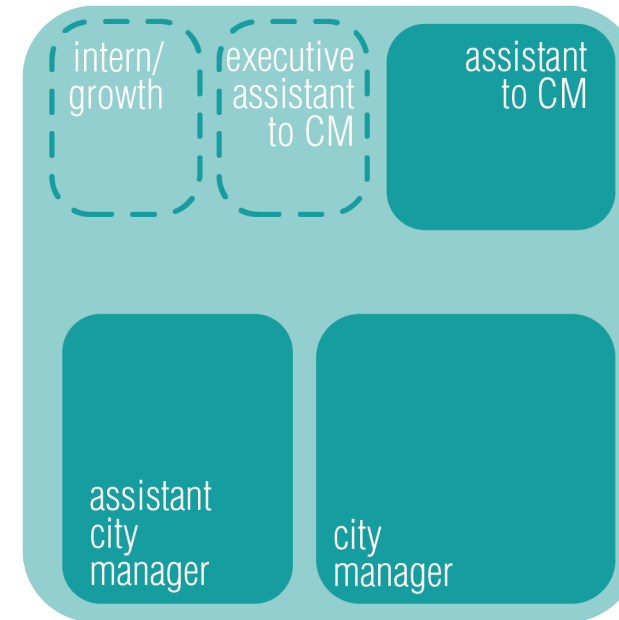 intern/
growth
executive
assistant
to CM
assistant
to CM
assistant
city
manager
city
manager